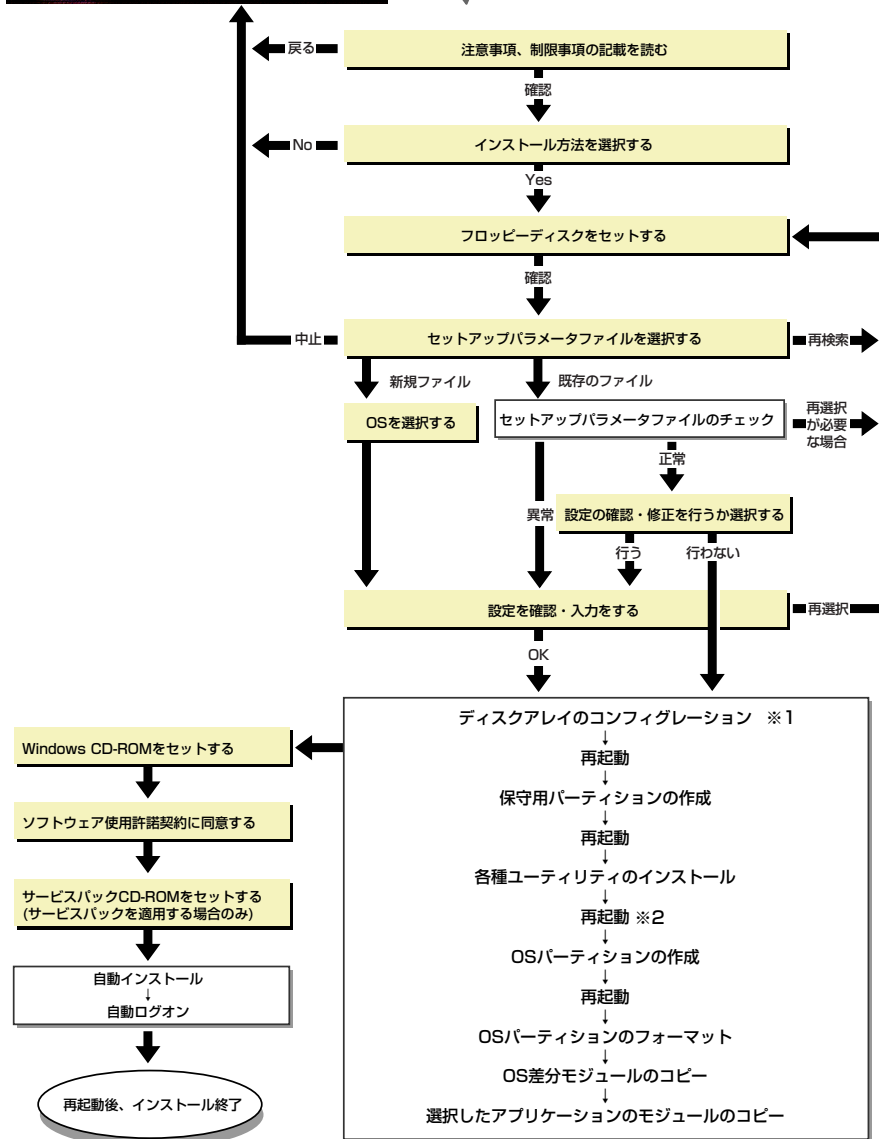 戻る
注意事項、制限事項の記載を読む
確認
No
インストール方法を選択する
Yes
フロッピーディスクをセットする
確認
中止
セットアップパラメータファイルを選択する
再検索
新規ファイル
既存のファイル
OSを選択する
セットアップパラメータファイルのチェック
再選択
が必要
な場合
正常
異常
設定の確認・修正を行うか選択する
行う
行わない
設定を確認・入力をする
再選択
OK
ディスクアレイのコンフィグレーション ※1
↓
再起動
↓
保守用パーティションの作成
↓
再起動
↓
各種ユーティリティのインストール
↓
再起動 ※2
↓
OSパーティションの作成
↓
再起動
↓
OSパーティションのフォーマット
↓
OS差分モジュールのコピー
↓
選択したアプリケーションのモジュールのコピー
Windows CD-ROMをセットする
ソフトウェア使用許諾契約に同意する
サービスパックCD-ROMをセットする
(サービスパックを適用する場合のみ)
自動インストール
↓
自動ログオン
再起動後、インストール終了